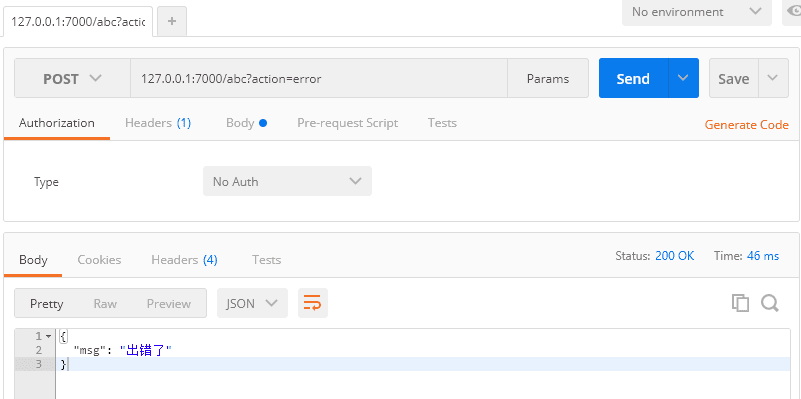 127.0.0.1:7000/abc?actic
+
No environment
POST
127.0.0.1:7000/abc?action=error
Params
Send
Save
Authorization
Headers (1)
Body
Pre-request Script
Tests
Generate Code
Type
No Auth
Body
Cookies
Headers (4)
Tests
Status: 200 OK
Time: 46 ms
Pretty
Raw
Preview
JSON
1 {
2 "msg": "出错了"
3 }